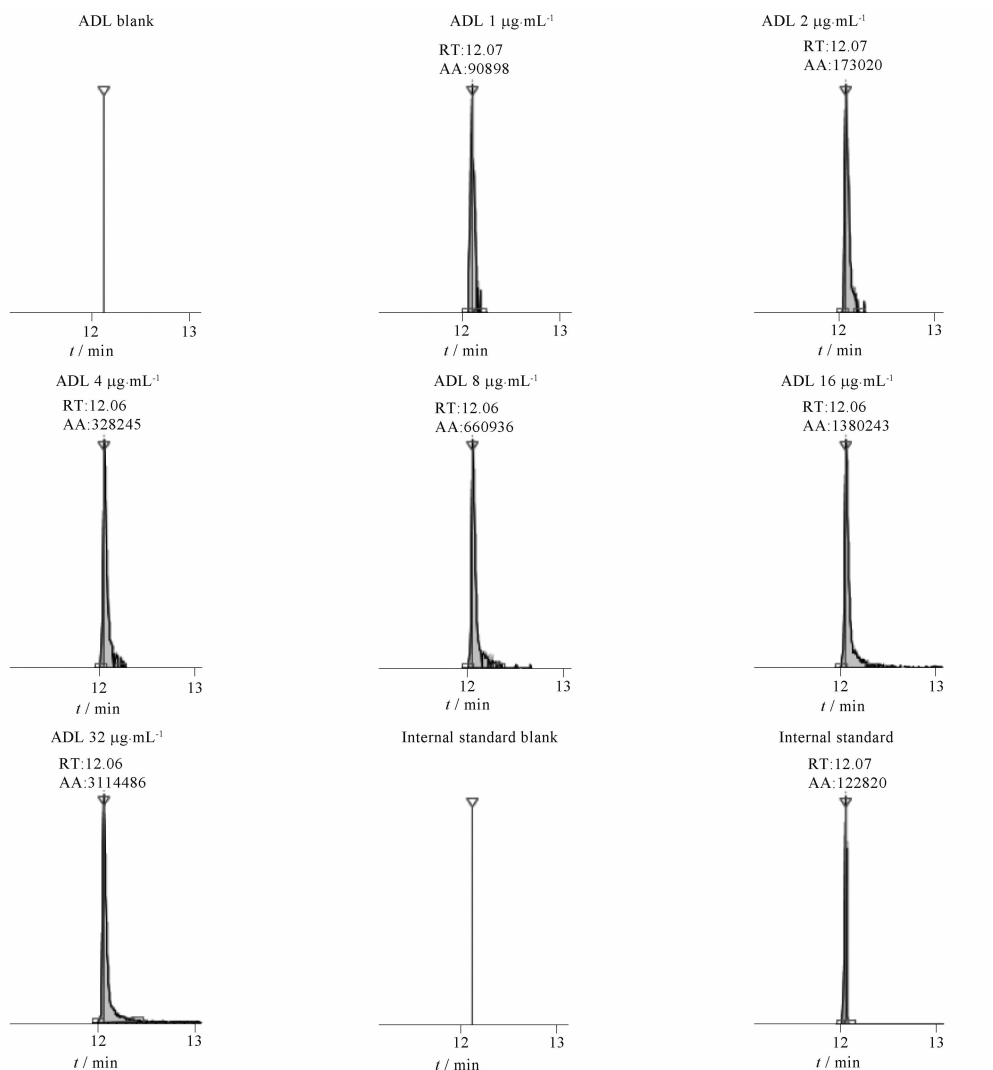 ADL blank
12 13
t / min
ADL 1 μg·mL-1
RT:12.07
AA:90898
12 13
t / min
ADL 2 μg·mL-1
RT:12.07
AA:173020
12 13
t / min
ADL 4 μg·mL-1
RT:12.06
AA:328245
12 13
t / min
ADL 8 μg·mL-1
RT:12.06
AA:660936
12 13
t / min
ADL 16 μg·mL-1
RT:12.06
AA:1380243
12 13
t / min
ADL 32 μg·mL-1
RT:12.06
AA:3114486
12 13
t / min
Internal standard blank
12 13
t / min
Internal standard
RT:12.07
AA:122820
12 13
t / min